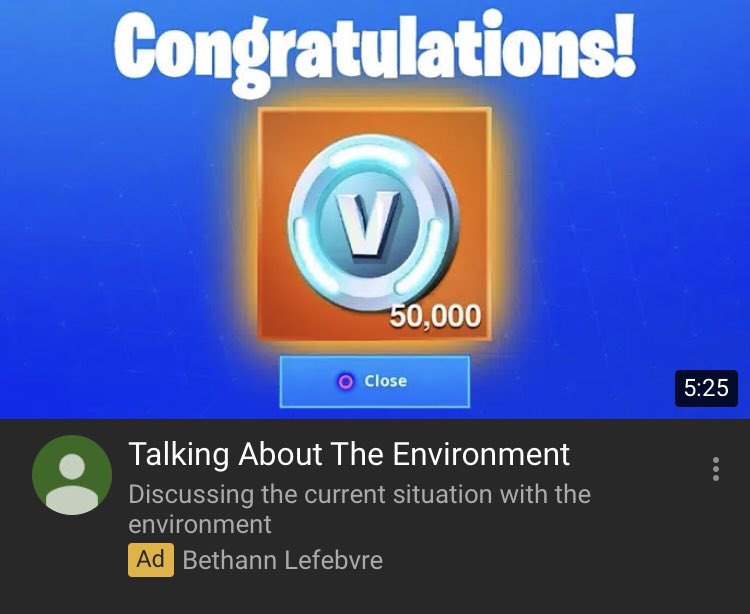 Congratulations!
V
50,000
Close
5:25
Talking About The Environment
Discussing the current situation with the
environment
Ad Bethann Lefebvre